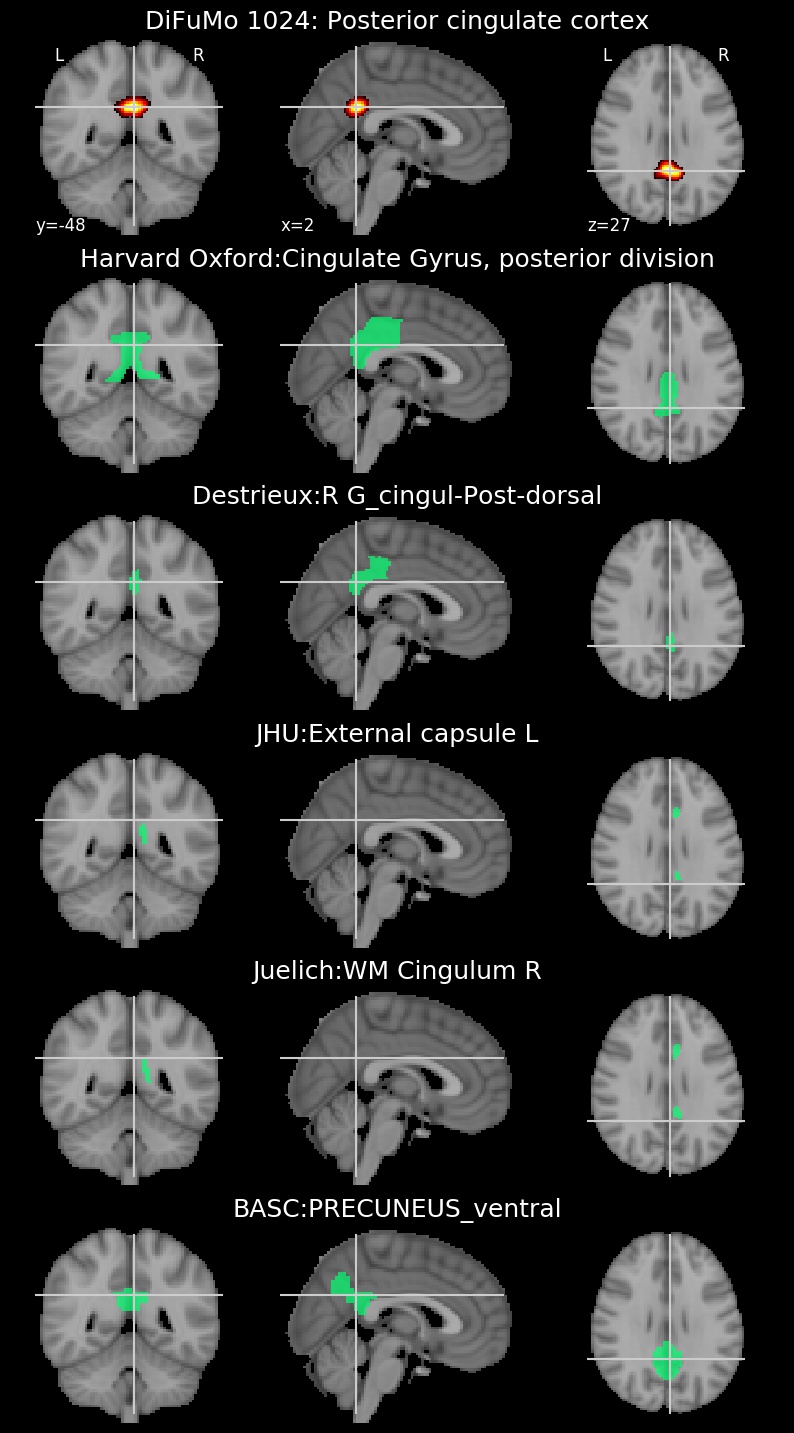 DiFuMo 1024: Posterior cingulate cortex
L R L R
y=-48 x=2 z=27
Harvard Oxford:Cingulate Gyrus, posterior division
Destrieux:R G_cingul-Post-dorsal
JHU:External capsule L
Juelich:WM Cingulum R
BASC:PRECUNEUS_ventral